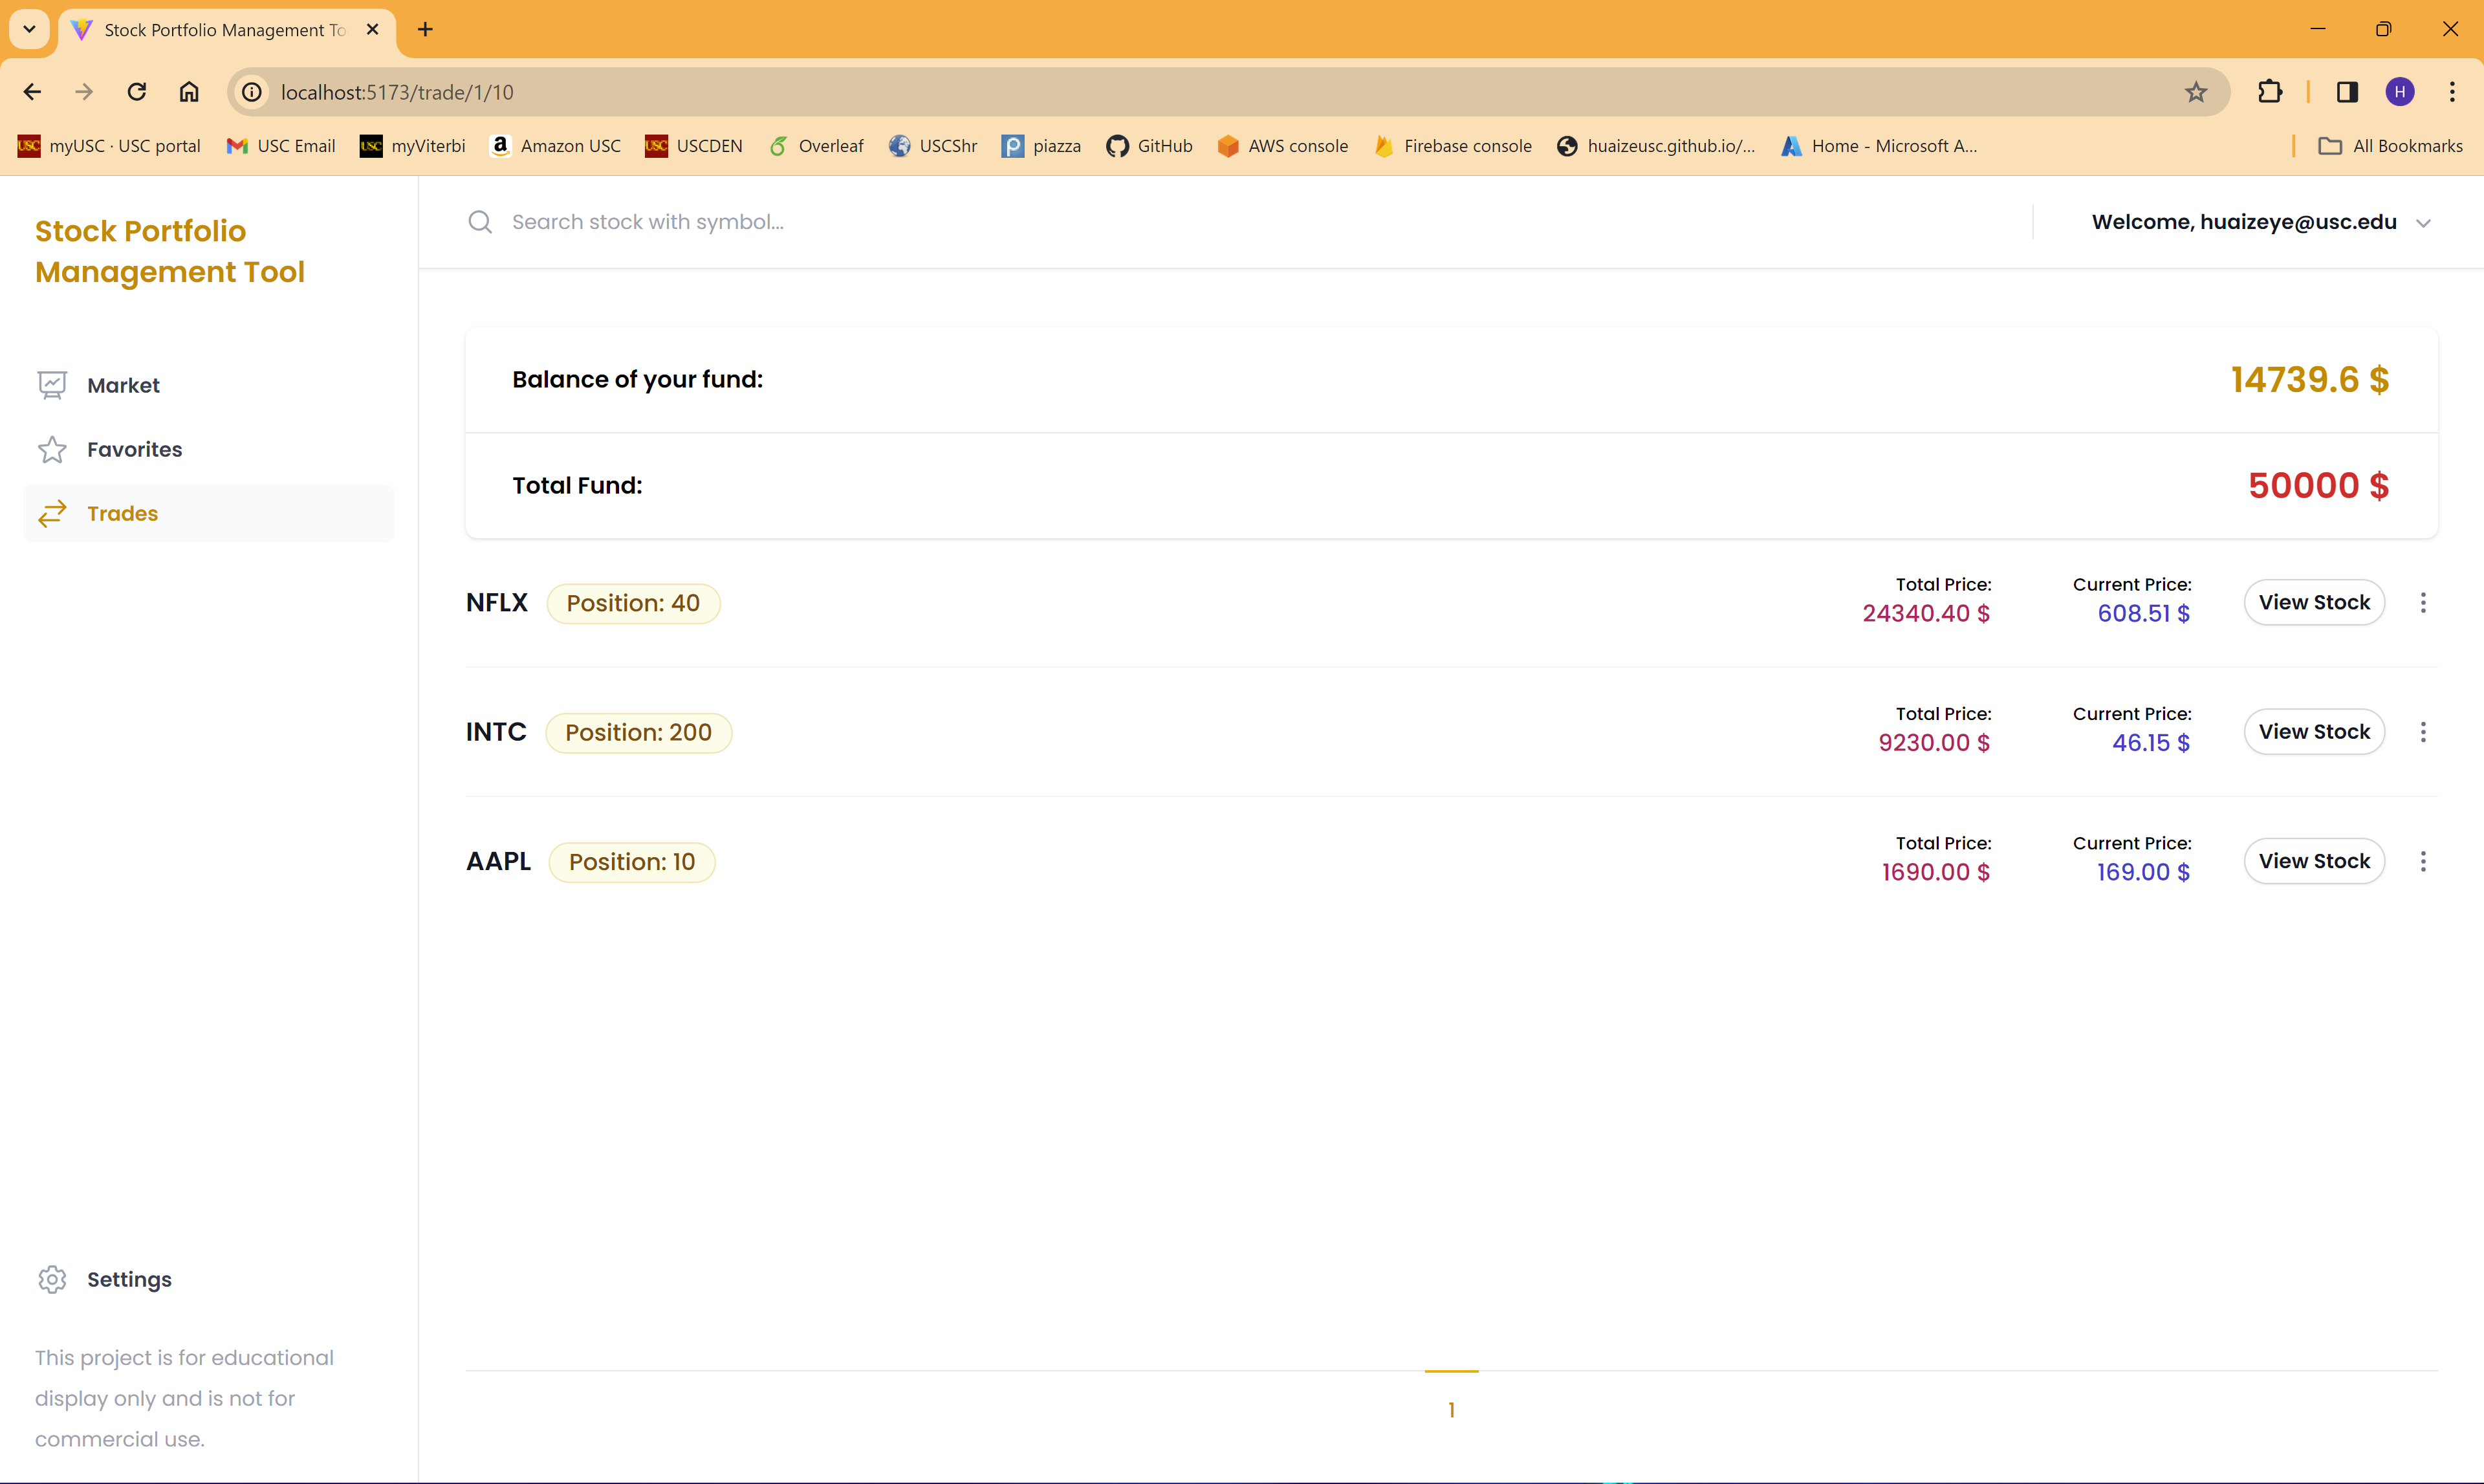 Stock Portfolio Management To
localhost:5173/trade/1/10
H
USC myUSC · USC portal
USC Email
USC myViterbi
a Amazon USC
USC USCDEN
Overleaf
USCShr
p piazza
GitHub
AWS console
Firebase console
huaizeusc.github.io/...
Home - Microsoft A...
All Bookmarks
Stock Portfolio
Management Tool
Search stock with symbol...
Welcome, huaizeye@usc.edu
Market
Favorites
Trades
Balance of your fund:
14739.6 $
Total Fund:
50000 $
NFLX
Position: 40
Total Price:
24340.40 $
Current Price:
608.51 $
View Stock
INTC
Position: 200
Total Price:
9230.00 $
Current Price:
46.15 $
View Stock
AAPL
Position: 10
Total Price:
1690.00 $
Current Price:
169.00 $
View Stock
Settings
This project is for educational
display only and is not for
commercial use.
1